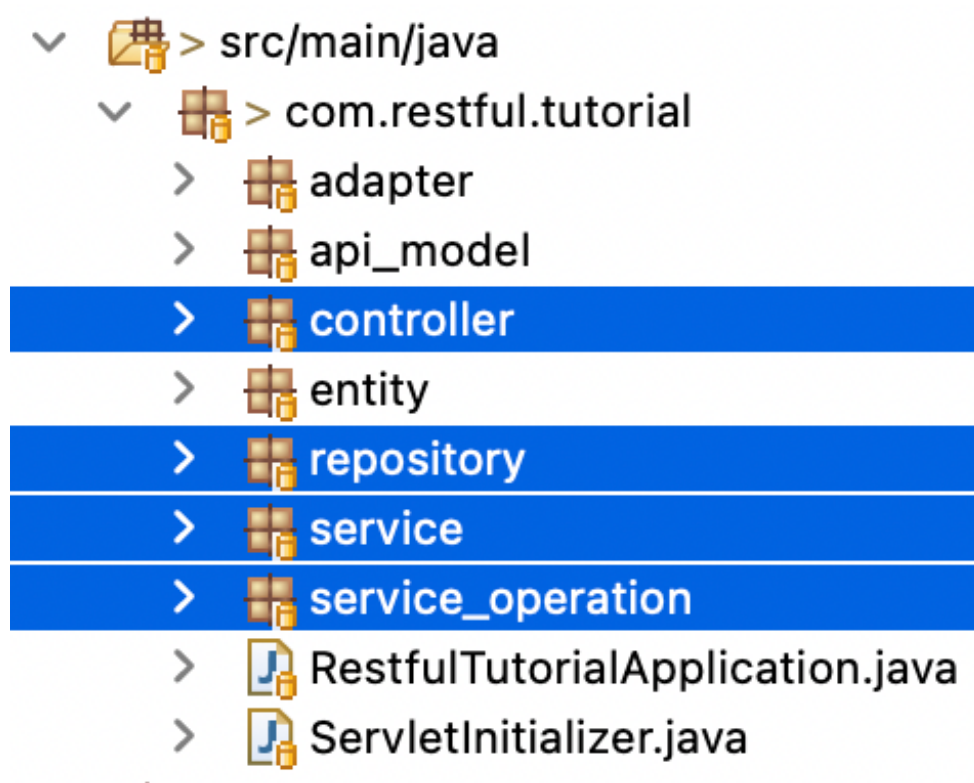 > src/main/java
> com.restful.tutorial
adapter
api_model
controller
entity
repository
service
service_operation
RestfulTutorialApplication.java
ServletInitializer.java